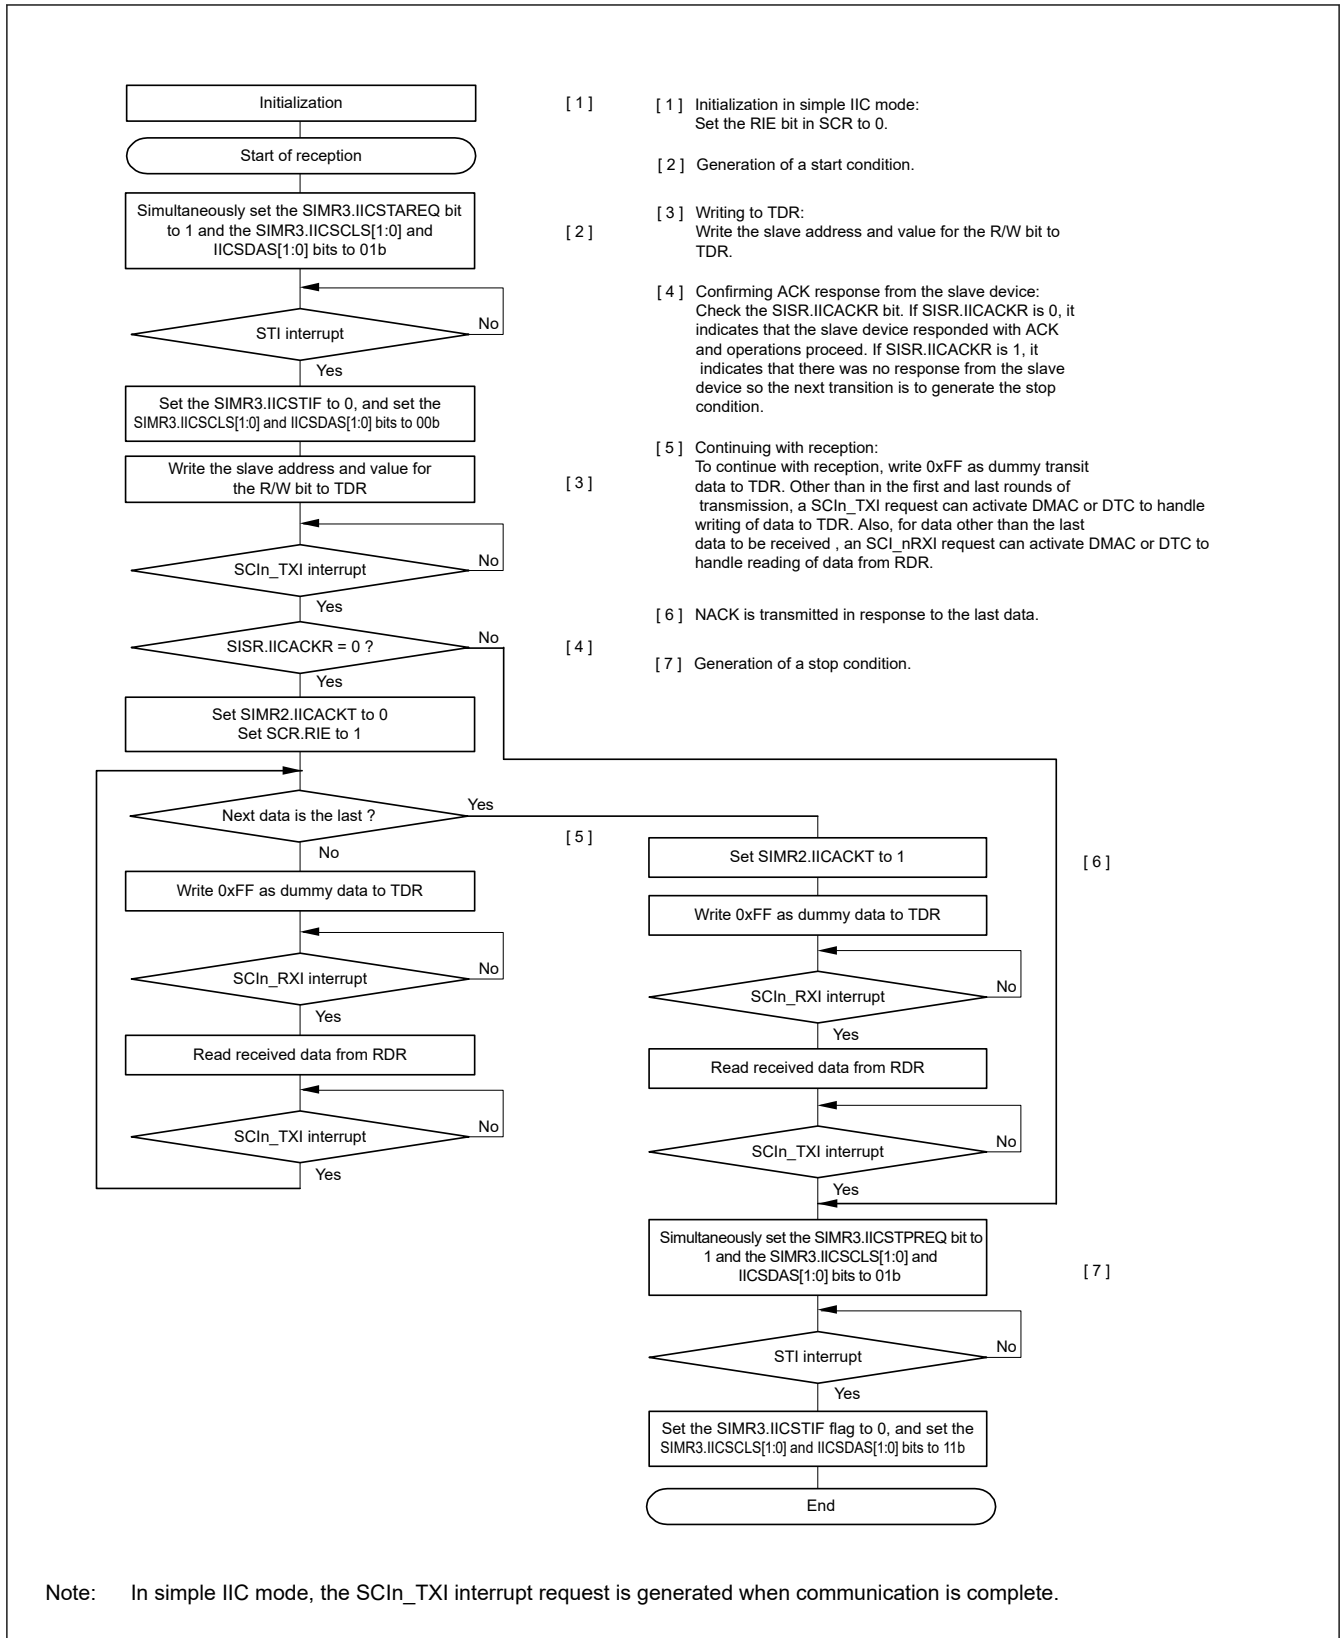 Initialization
[ 1 ]
Start of reception
Simultaneously set the SIMR3.IICSTAREQ bit
to 1 and the SIMR3.IICSCLS[1:0] and
IICSDAS[1:0] bits to 01b
[ 2 ]
STI interrupt
No
Yes
Set the SIMR3.IICSTIF to 0, and set the
SIMR3.IICSCLS[1:0] and IICSDAS[1:0] bits to 00b
Write the slave address and value for
the R/W bit to TDR
[ 3 ]
SCIn_TXI interrupt
No
Yes
SISR.IICACKR = 0 ?
No
[ 4 ]
Yes
Set SIMR2.IICACKT to 0
Set SCR.RIE to 1
Next data is the last ?
Yes
[ 5 ]
No
Write 0xFF as dummy data to TDR
SCIn_RXI interrupt
No
Yes
Read received data from RDR
SCIn_TXI interrupt
No
Yes
[ 1 ] Initialization in simple IIC mode:
Set the RIE bit in SCR to 0.
[ 2 ] Generation of a start condition.
[ 3 ] Writing to TDR:
Write the slave address and value for the R/W bit to
TDR.
[ 4 ] Confirming ACK response from the slave device:
Check the SISR.IICACKR bit. If SISR.IICACKR is 0, it
indicates that the slave device responded with ACK
and operations proceed. If SISR.IICACKR is 1, it
indicates that there was no response from the slave
device so the next transition is to generate the stop
condition.
[ 5 ] Continuing with reception:
To continue with reception, write 0xFF as dummy transit
data to TDR. Other than in the first and last rounds of
transmission, a SCIn_TXI request can activate DMAC or DTC to handle
writing of data to TDR. Also, for data other than the last
data to be received , an SCI_nRXI request can activate DMAC or DTC to
handle reading of data from RDR.
[ 6 ] NACK is transmitted in response to the last data.
[ 7 ] Generation of a stop condition.
Set SIMR2.IICACKT to 1
[ 6 ]
Write 0xFF as dummy data to TDR
SCIn_RXI interrupt
No
Yes
Read received data from RDR
SCIn_TXI interrupt
No
Yes
Simultaneously set the SIMR3.IICSTPREQ bit to
1 and the SIMR3.IICSCLS[1:0] and
IICSDAS[1:0] bits to 01b
[ 7 ]
STI interrupt
No
Yes
Set the SIMR3.IICSTIF flag to 0, and set the
SIMR3.IICSCLS[1:0] and IICSDAS[1:0] bits to 11b
End
Note: In simple IIC mode, the SCIn_TXI interrupt request is generated when communication is complete.